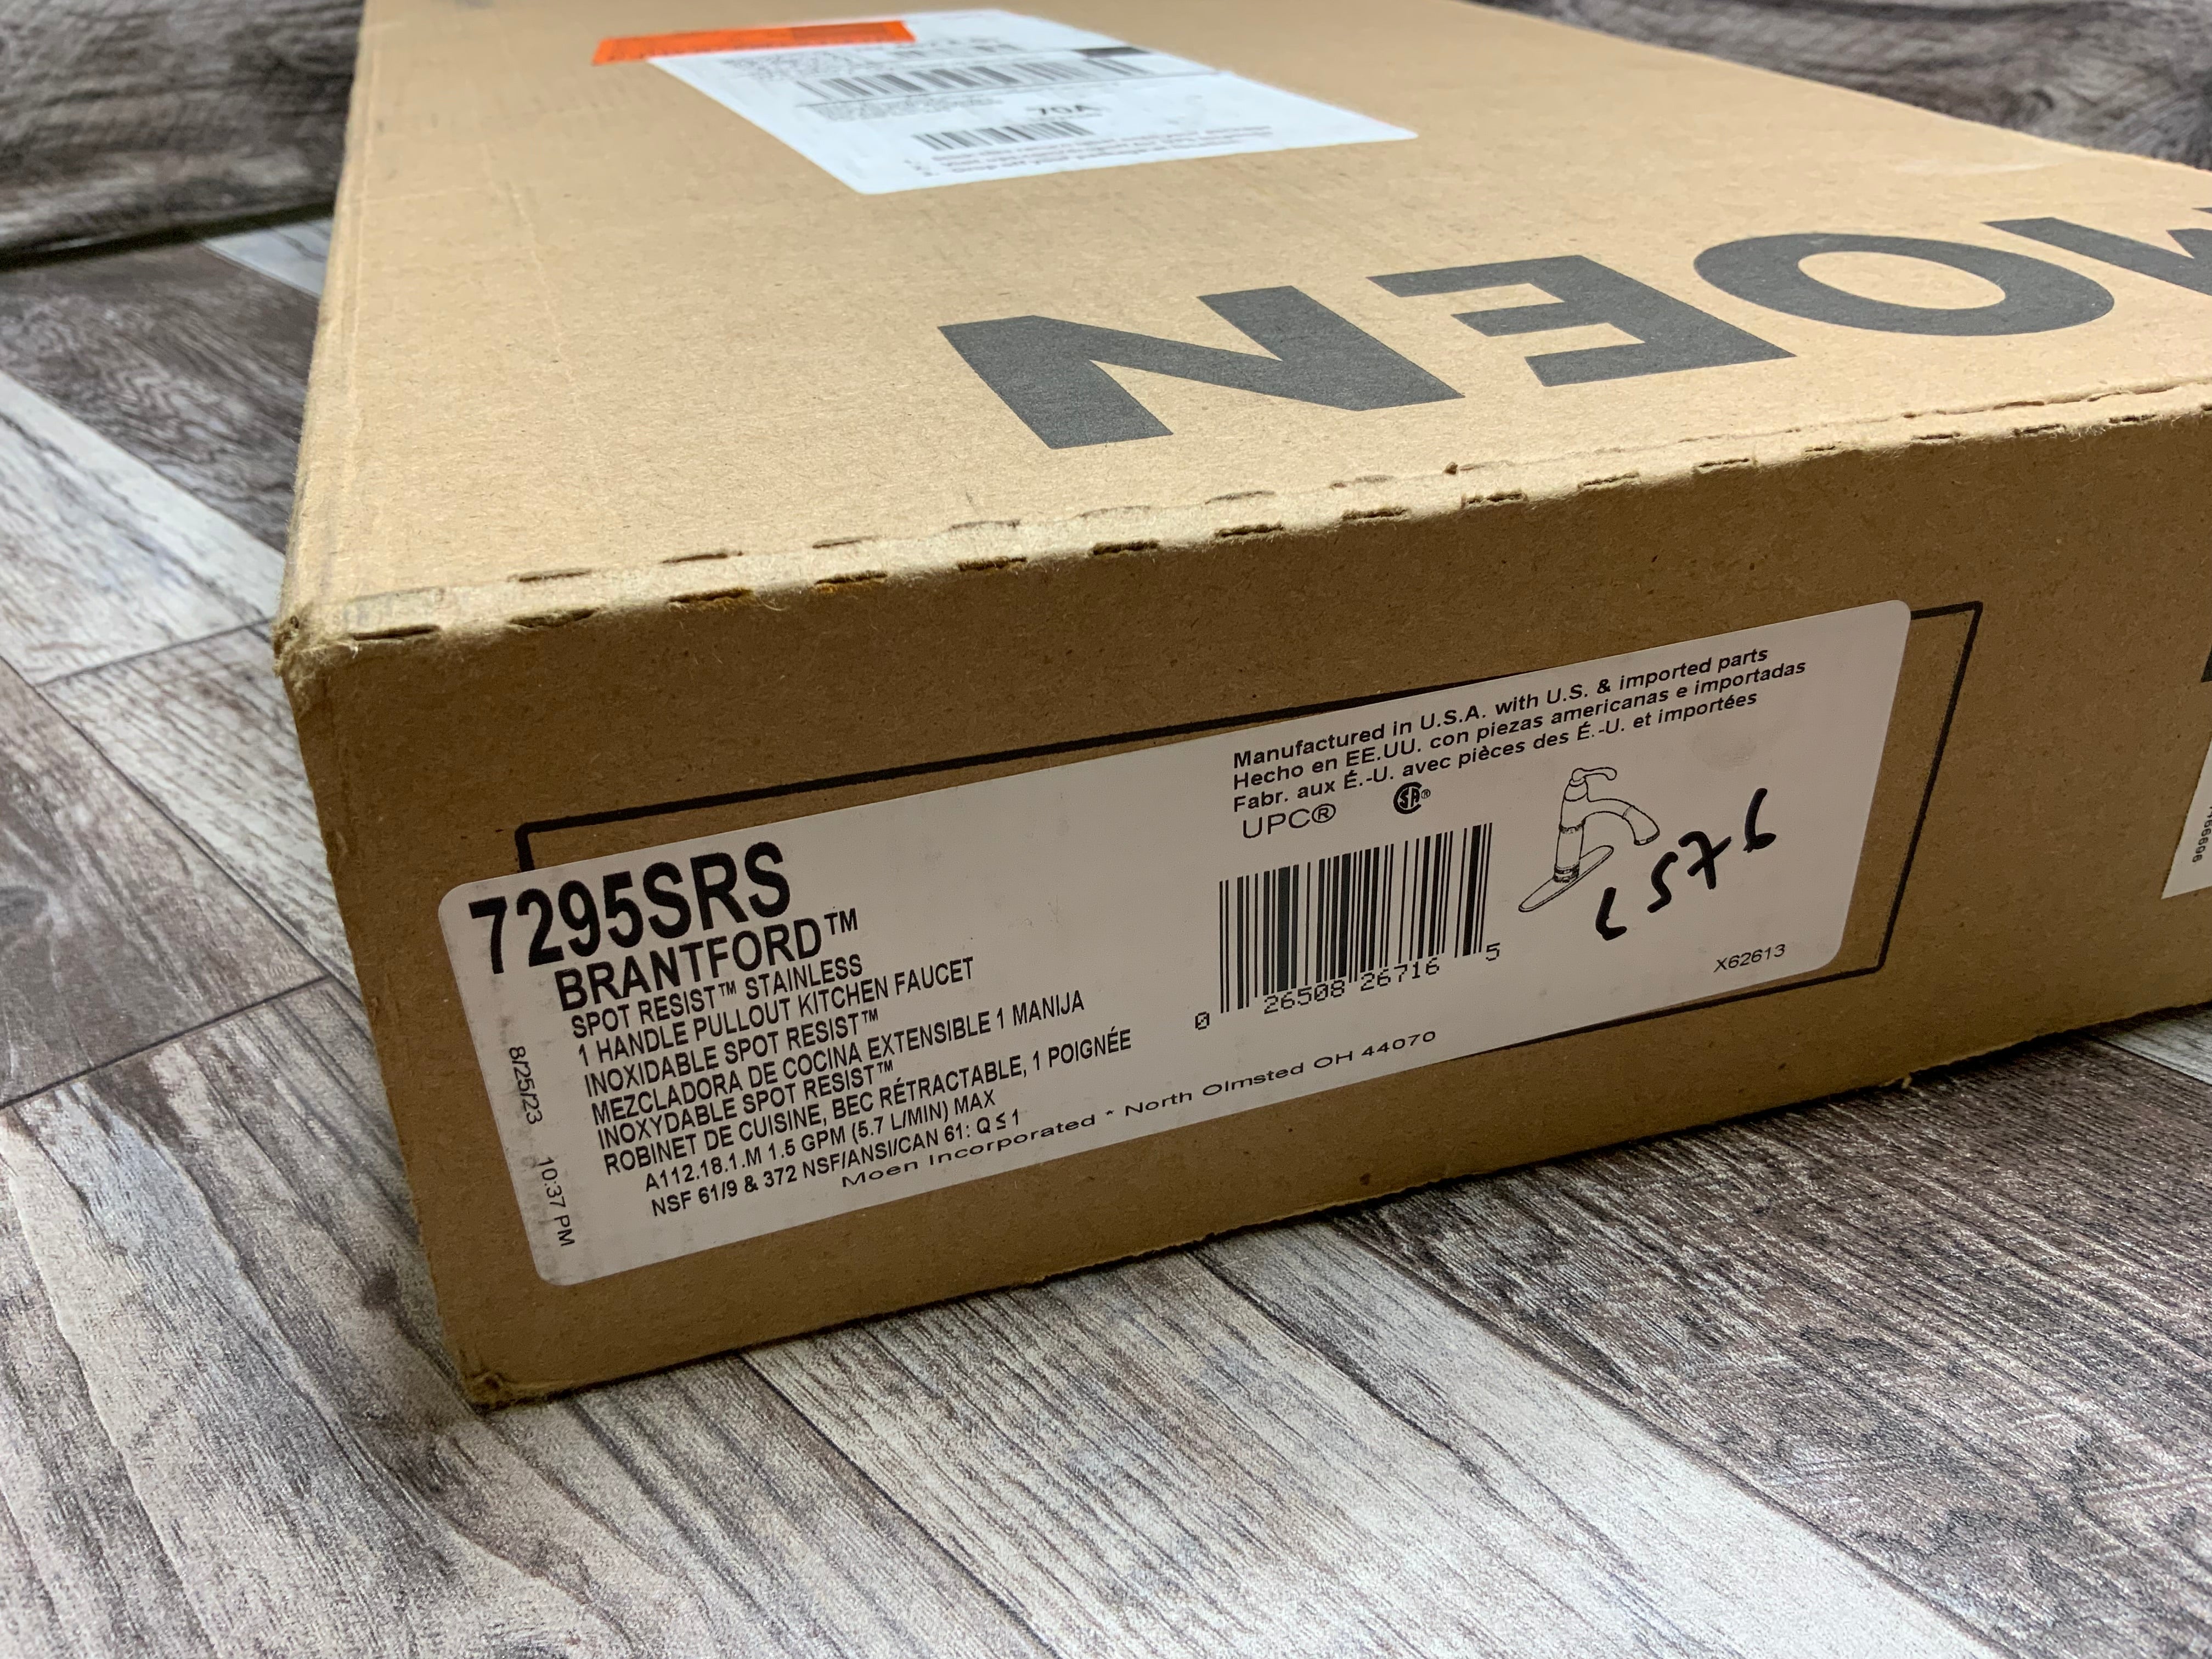 70A
MOEN
Manufactured in U.S.A. with U.S. & imported parts
Hecho en EE.UU. con piezas americanas e importadas
Fabr. aux É.-U. avec pièces des É.-U. et importées
UPC®
SA®
7295SRS
BRANTFORD™
SPOT RESIST™ STAINLESS
1 HANDLE PULLOUT KITCHEN FAUCET
INOXIDABLE SPOT RESIST™
MEZCLADORA DE COCINA EXTENSIBLE 1 MANIJA
INOXYDABLE SPOT RESIST™
ROBINET DE CUISINE, BEC RÉTRACTABLE, 1 POIGNÉE
A112.18.1.M 1.5 GPM (5.7 L/MIN) MAX
NSF 61/9 & 372 NSF/ANSI/CAN 61: Q ≤ 1
Moen Incorporated * North Olmsted OH 44070
8/25/23 10:37 PM
0 26508 26716 5
X62613